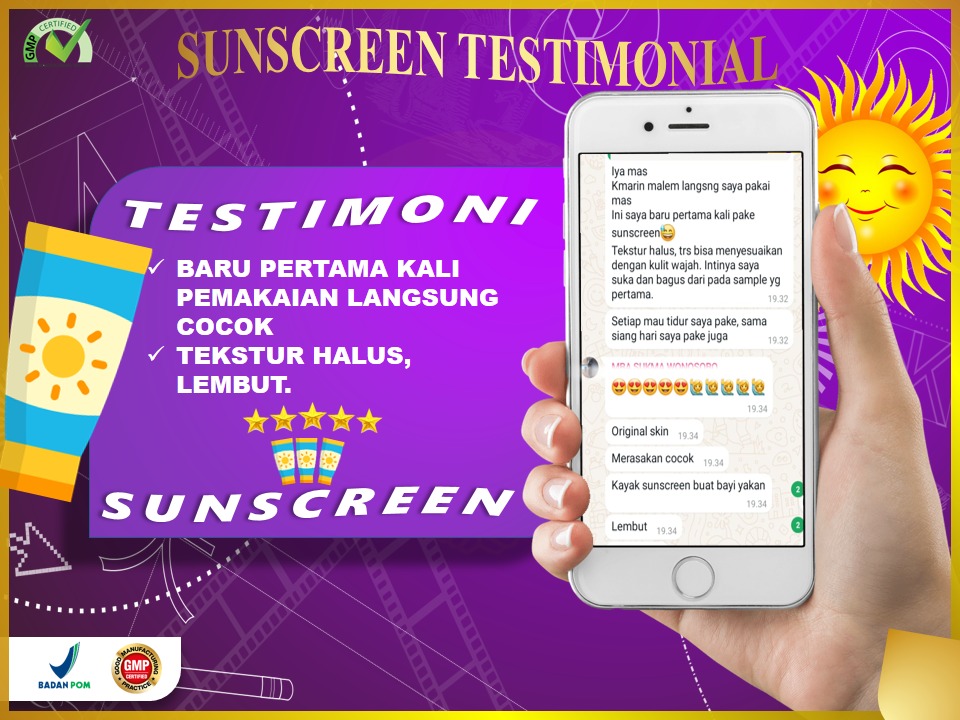 GMP CERTIFIED
SUNSCREEN TESTIMONIAL
TESTIMONI
BARU PERTAMA KALI
PEMAKAIAN LANGSUNG
COCOK
TEKSTUR HALUS,
LEMBUT.
SUNSCREEN
Iya mas
Kmarin malem langsng saya pakai
mas
Ini saya baru pertama kali pake
sunscreen😅
Tekstur halus, trs bisa menyesuaikan
dengan kulit wajah. Intinya saya
suka dan bagus dari pada sample yg
pertama.
19.32
Setiap mau tidur saya pake, sama
siang hari saya pake juga
19.32
MBA SUKMA WONOSOBO
19.34
Original skin 19.34
Merasakan cocok 19.34
Kayak sunscreen buat bayi yakan
19.34
2
Lembut 19.34
2
BADAN POM
GOOD MANUFACTURING
GMP
CERTIFIED
PRACTICE